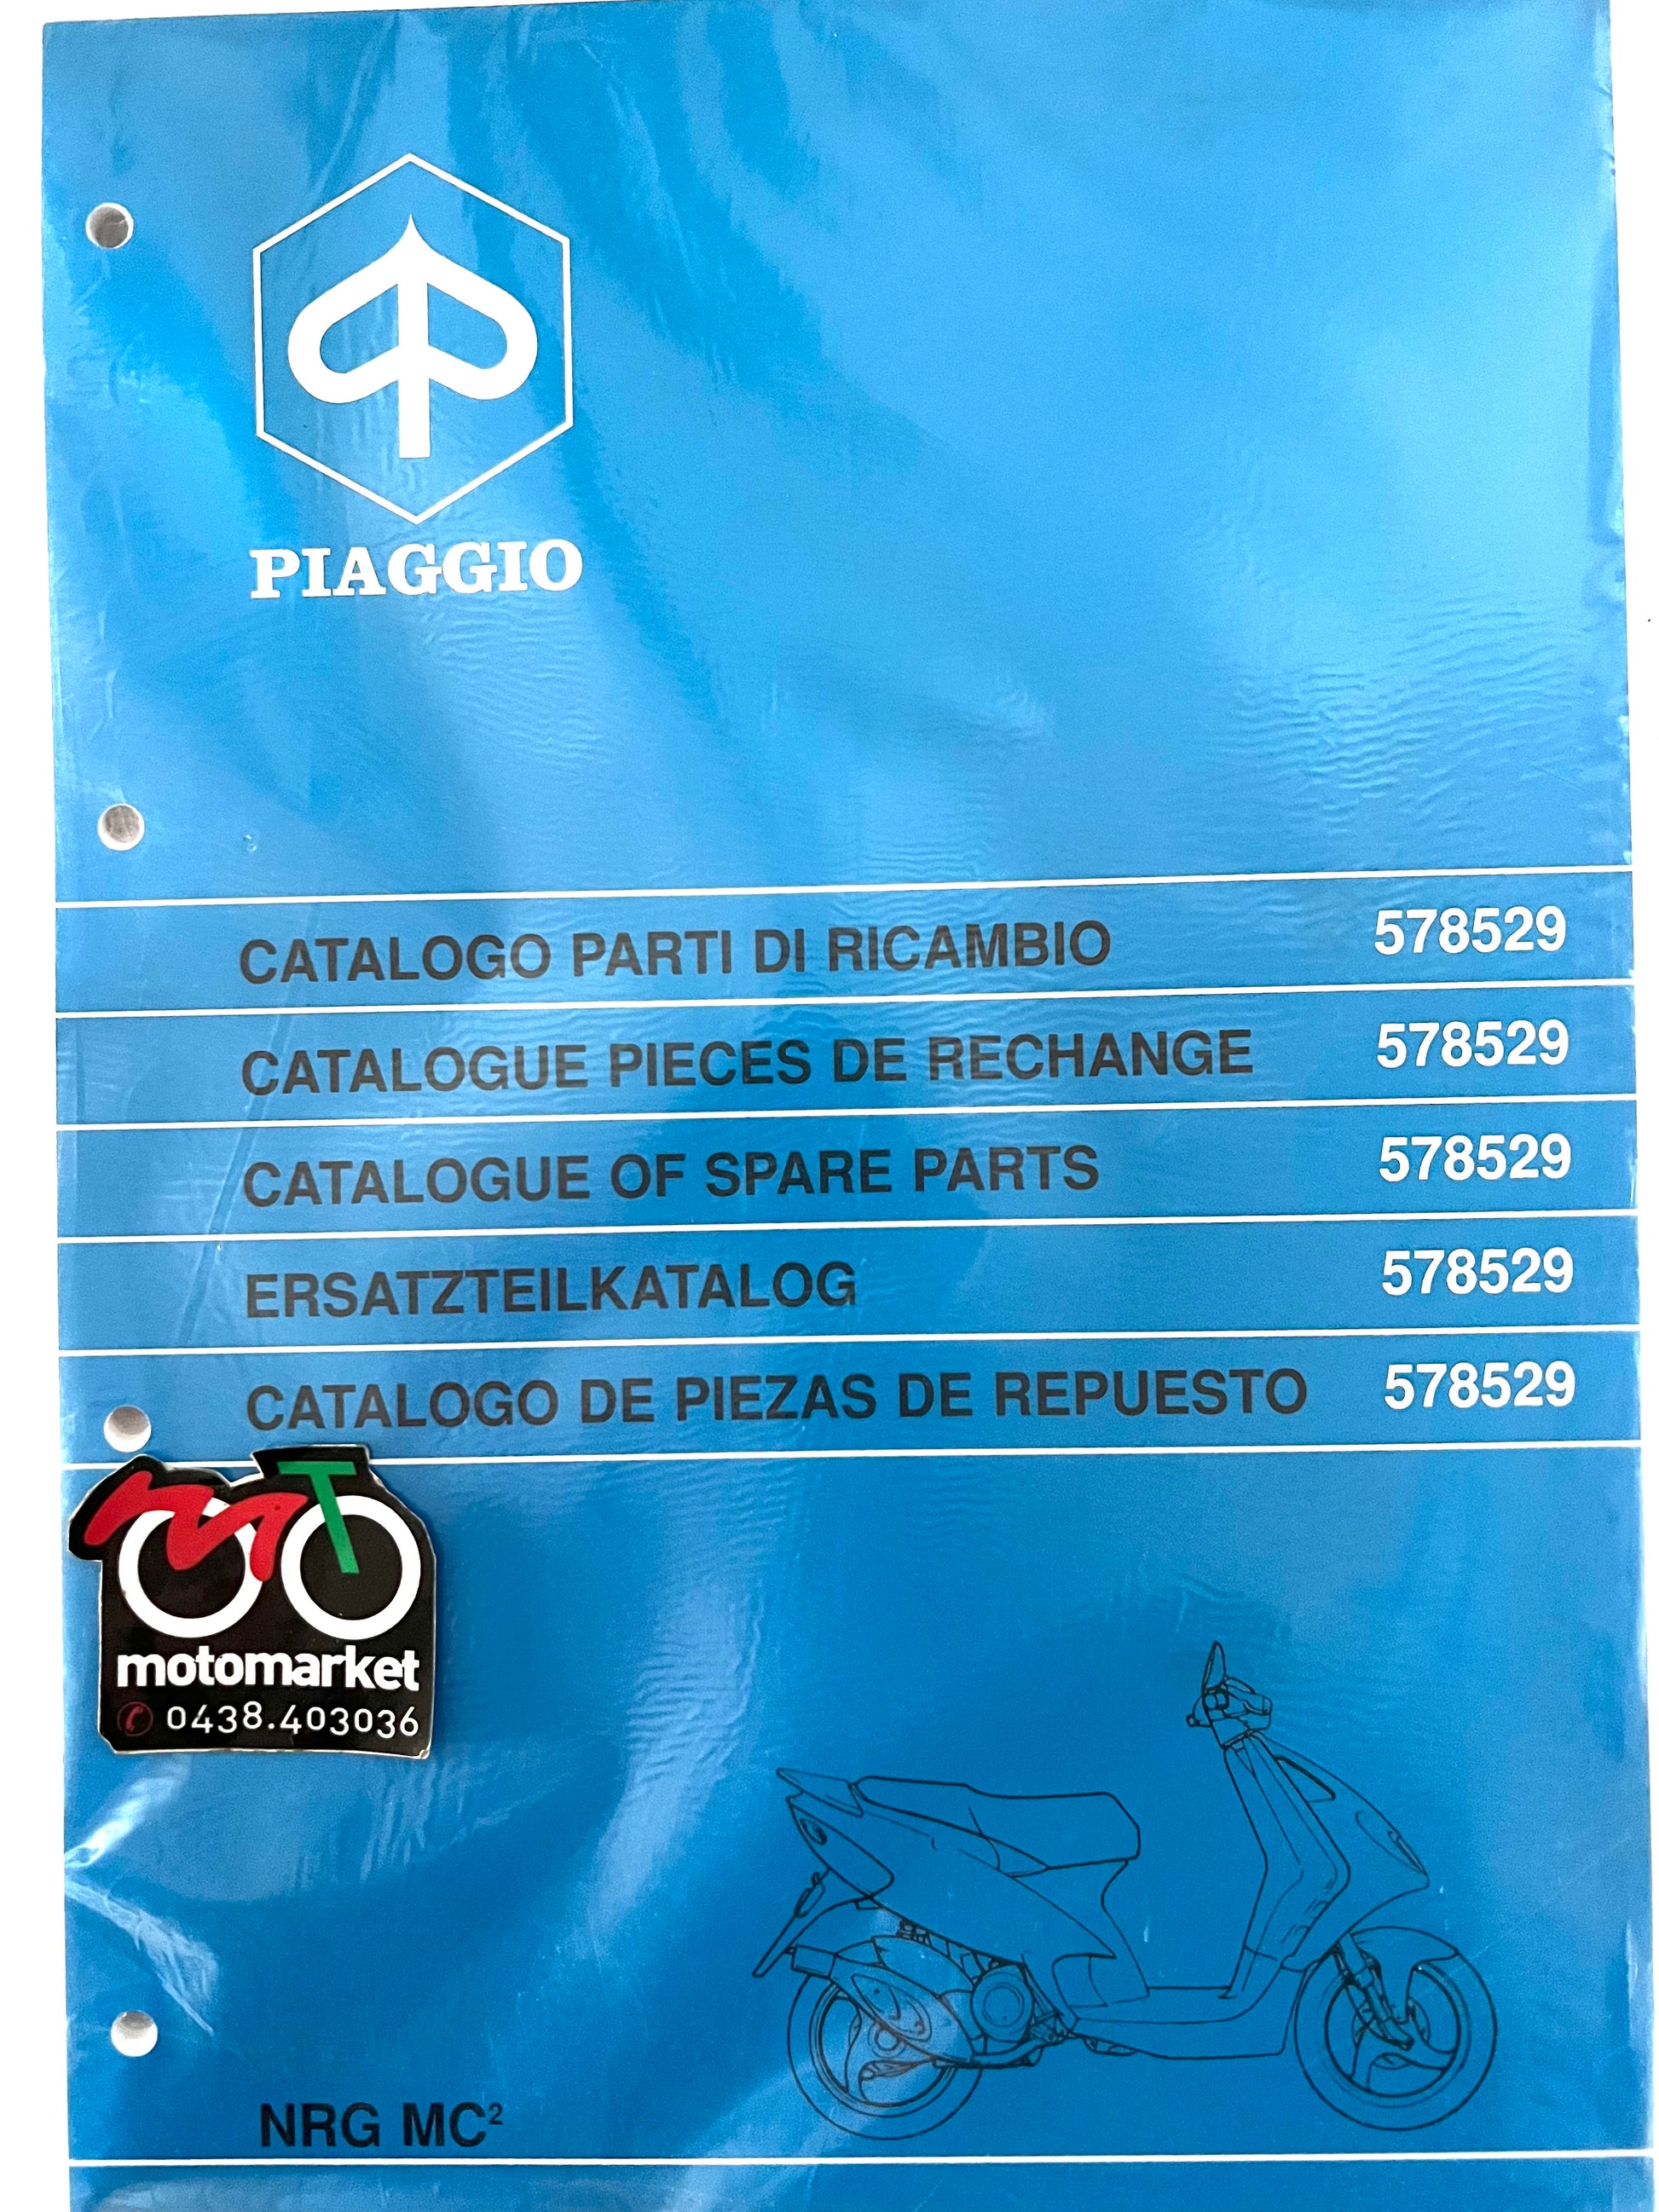 PIAGGIO
CATALOGO PARTI DI RICAMBIO 578529
CATALOGUE PIECES DE RECHANGE 578529
CATALOGUE OF SPARE PARTS 578529
ERSATZTEILKATALOG 578529
CATALOGO DE PIEZAS DE REPUESTO 578529
mT
motomarket
0438.403036
NRG MC²